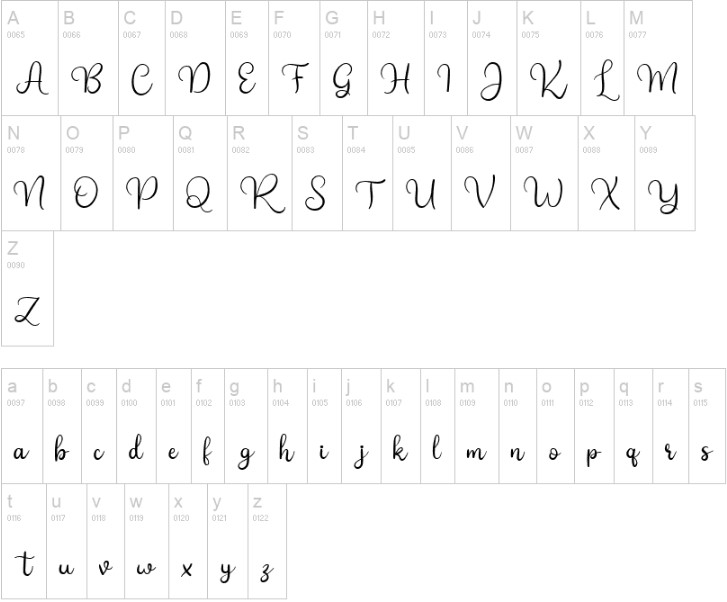 A B C D E F G H I J K L M
0065 0066 0067 0068 0069 0070 0071 0072 0073 0074 0075 0076 0077
A B C D E F G H I J K L M
N O P Q R S T U V W X Y
0078 0079 0080 0081 0082 0083 0084 0085 0086 0087 0088 0089
N O P Q R S T U V W X Y
Z
0090
Z
a b c d e f g h i j k l m n o p q r s
0097 0098 0099 0100 0101 0102 0103 0104 0105 0106 0107 0108 0109 0110 0111 0112 0113 0114 0115
a b c d e f g h i j k l m n o p q r s
t u v w x y z
0116 0117 0118 0119 0120 0121 0122
t u v w x y z